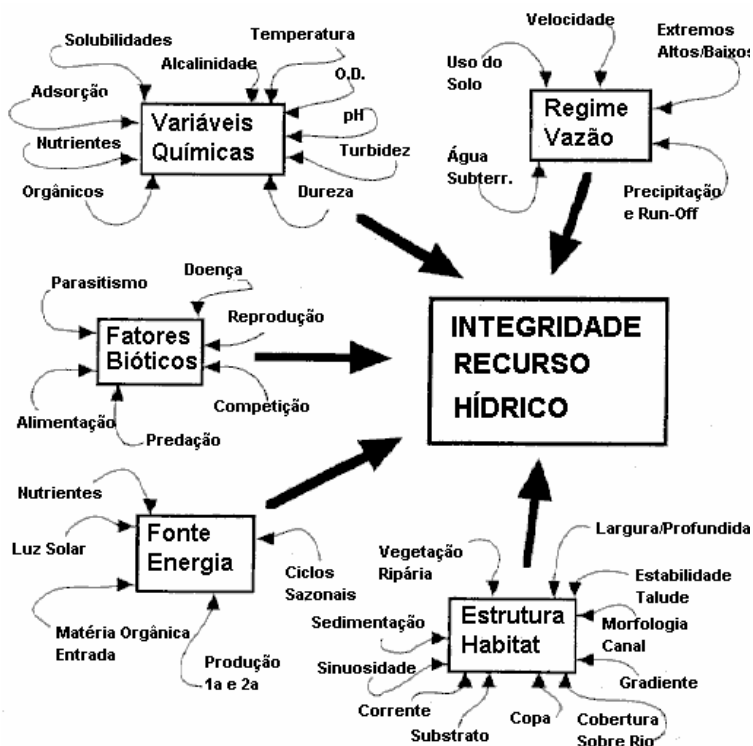 Solubilidades
Alcalinidade
Temperatura
O.D.
Adsorção
Variáveis
Químicas
pH
Nutrientes
Turbidez
Orgânicos
Dureza
Velocidade
Extremos
Altos/Baixos
Uso do
Solo
Regime
Vazão
Água
Subterr.
Precipitação
e Run-Off
Parasitismo
Doença
Fatores
Bióticos
Reprodução
Alimentação
Predação
Competição
INTEGRIDADE
RECURSO
HÍDRICO
Nutrientes
Luz Solar
Fonte
Energia
Ciclos
Sazonais
Matéria Orgânica
Entrada
Produção
1a e 2a
Vegetação
Ripária
Largura/Profundida
Estabilidade
Talude
Sedimentação
Estrutura
Habitat
Morfologia
Canal
Sinuosidade
Gradiente
Corrente
Substrato
Copa
Cobertura
Sobre Rio